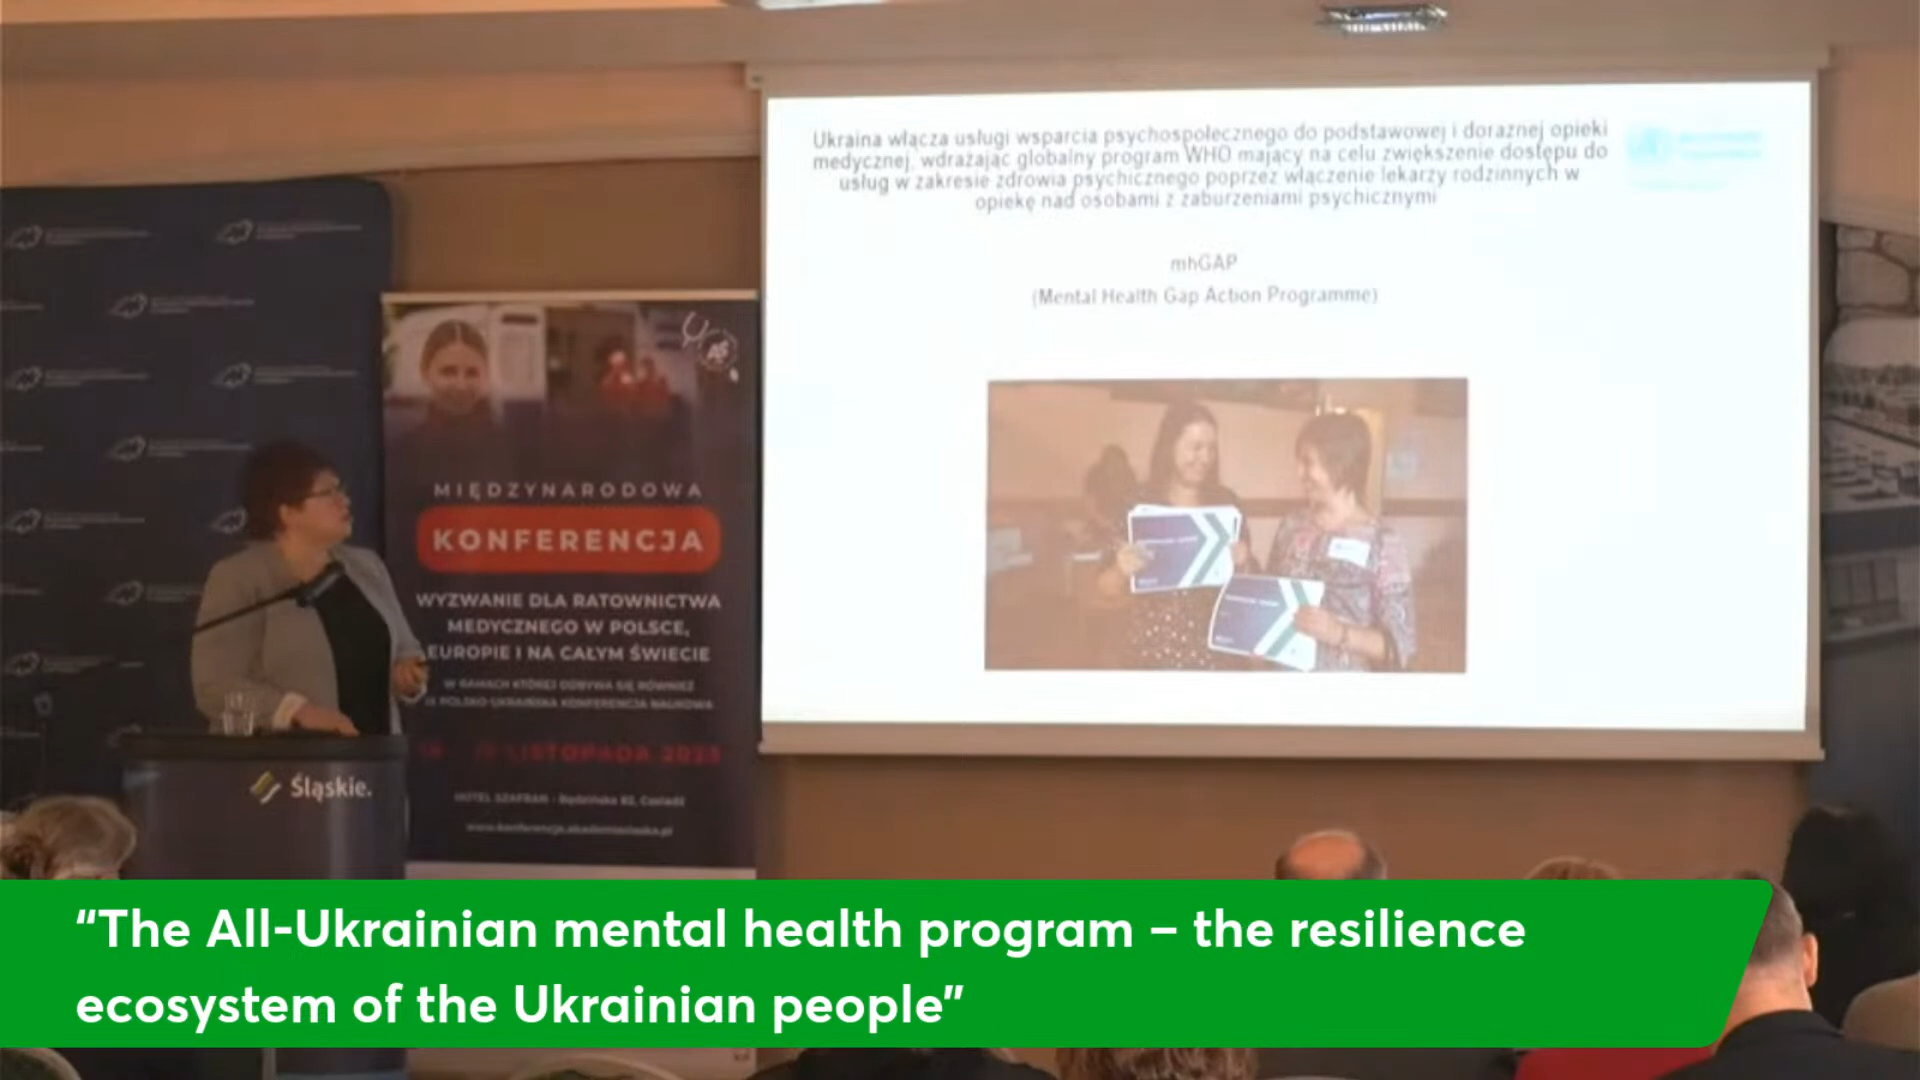 Ukraina włącza usługi wsparcia psychospołecznego do podstawowej i doraźnej opieki
medycznej, wdrażając globalny program WHO mający na celu zwiększenie dostępu do
usług w zakresie zdrowia psychicznego poprzez włączenie lekarzy rodzinnych w
opiekę nad osobami z zaburzeniami psychicznymi
mhGAP
(Mental Health Gap Action Programme)
MIĘDZYNARODOWA
KONFERENCJA
WYZWANIE DLA RATOWNICTWA
MEDYCZNEGO W POLSCE,
EUROPIE I NA CAŁYM ŚWIECIE
W RAMACH KTÓREJ ODBYWA SIĘ RÓWNIEŻ
POLSKO-UKRAIŃSKA KONFERENCJA NAUKOWA
LISTOPADA 2023
HOTEL SZAFRAN - Będzińska 82, Czeladź
Śląskie.
“The All-Ukrainian mental health program – the resilience
ecosystem of the Ukrainian people”